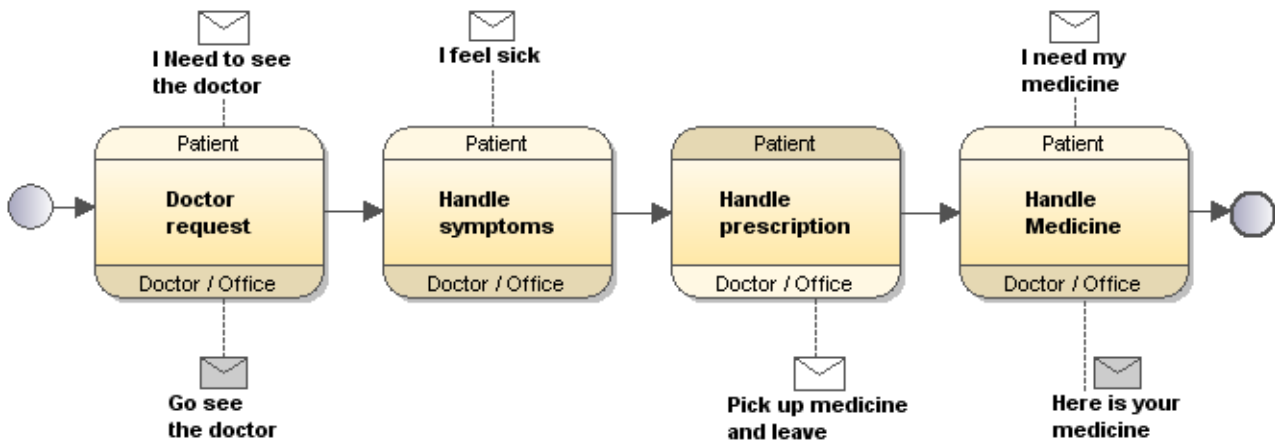 I Need to see
the doctor
I feel sick
I need my
medicine
Patient
Patient
Patient
Patient
Doctor
request
Handle
symptoms
Handle
prescription
Handle
Medicine
Doctor / Office
Doctor / Office
Doctor / Office
Doctor / Office
Go see
the doctor
Pick up medicine
and leave
Here is your
medicine